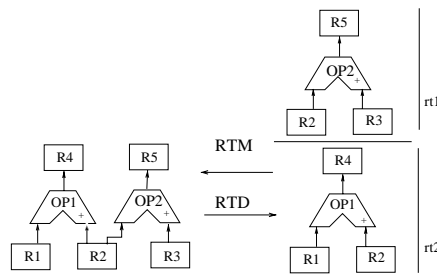 R5
OP2
+
R2 R3
rt1
RTM
R4 R5 R4
OP1 + OP2 + OP1 +
RTD
R1 R2 R3 R1 R2
rt2